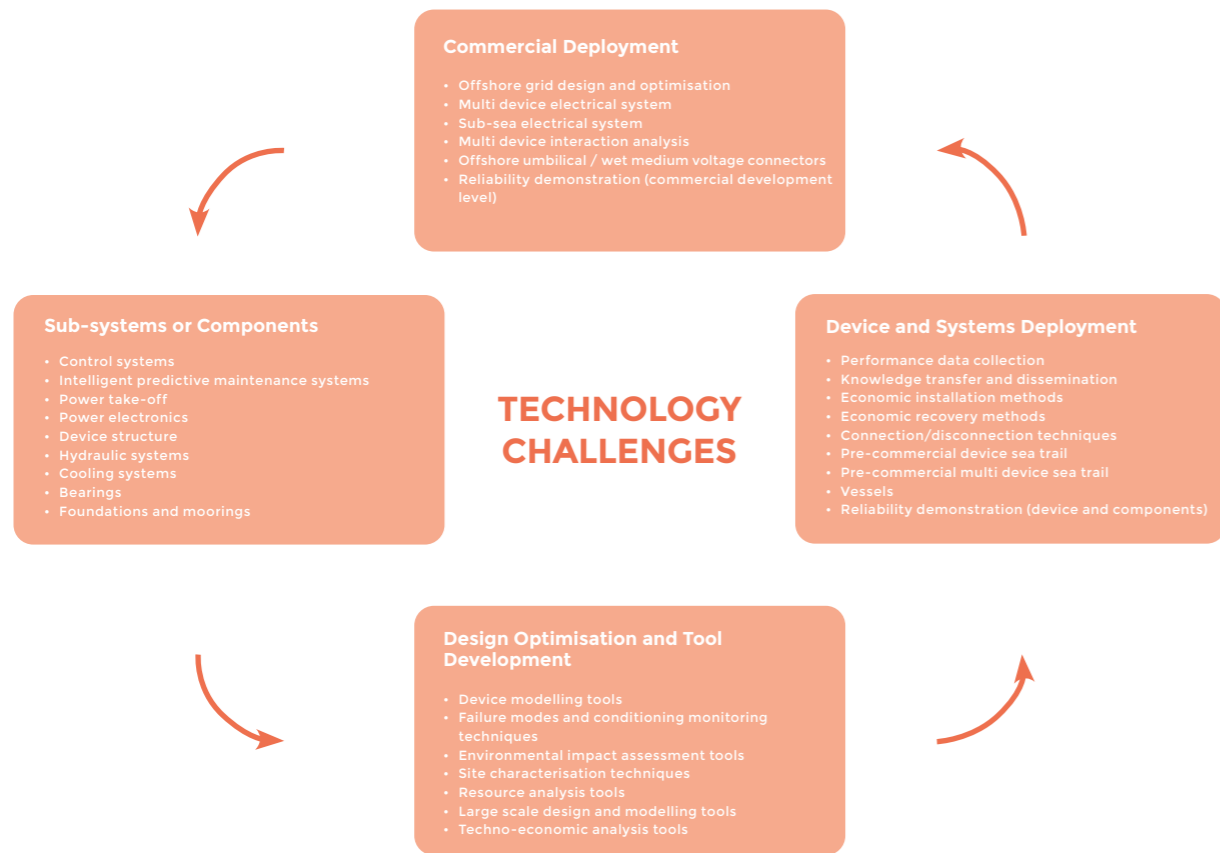 Commercial Deployment
• Offshore grid design and optimisation
• Multi device electrical system
• Sub-sea electrical system
• Multi device interaction analysis
• Offshore umbilical / wet medium voltage connectors
• Reliability demonstration (commercial development
level)
Sub-systems or Components
• Control systems
• Intelligent predictive maintenance systems
• Power take-off
• Power electronics
• Device structure
• Hydraulic systems
• Cooling systems
• Bearings
• Foundations and moorings
TECHNOLOGY
CHALLENGES
Device and Systems Deployment
• Performance data collection
• Knowledge transfer and dissemination
• Economic installation methods
• Economic recovery methods
• Connection/disconnection techniques
• Pre-commercial device sea trail
• Pre-commercial multi device sea trail
• Vessels
• Reliability demonstration (device and components)
Design Optimisation and Tool
Development
• Device modelling tools
• Failure modes and conditioning monitoring
techniques
• Environmental impact assessment tools
• Site characterisation techniques
• Resource analysis tools
• Large scale design and modelling tools
• Techno-economic analysis tools